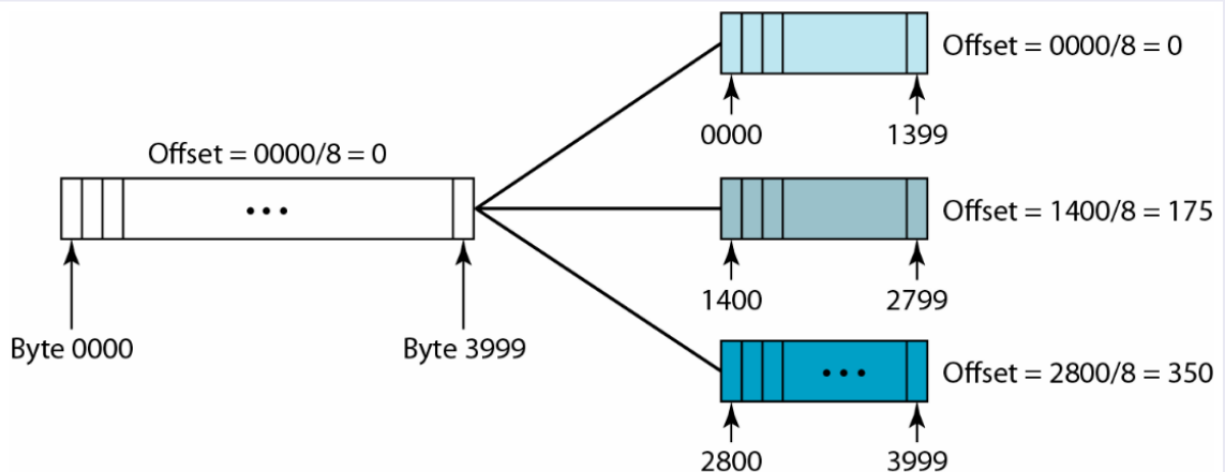 Offset = 0000/8 = 0
0000
1399
Offset = 0000/8 = 0
...
Byte 0000
Byte 3999
Offset = 1400/8 = 175
1400
2799
...
Offset = 2800/8 = 350
2800
3999